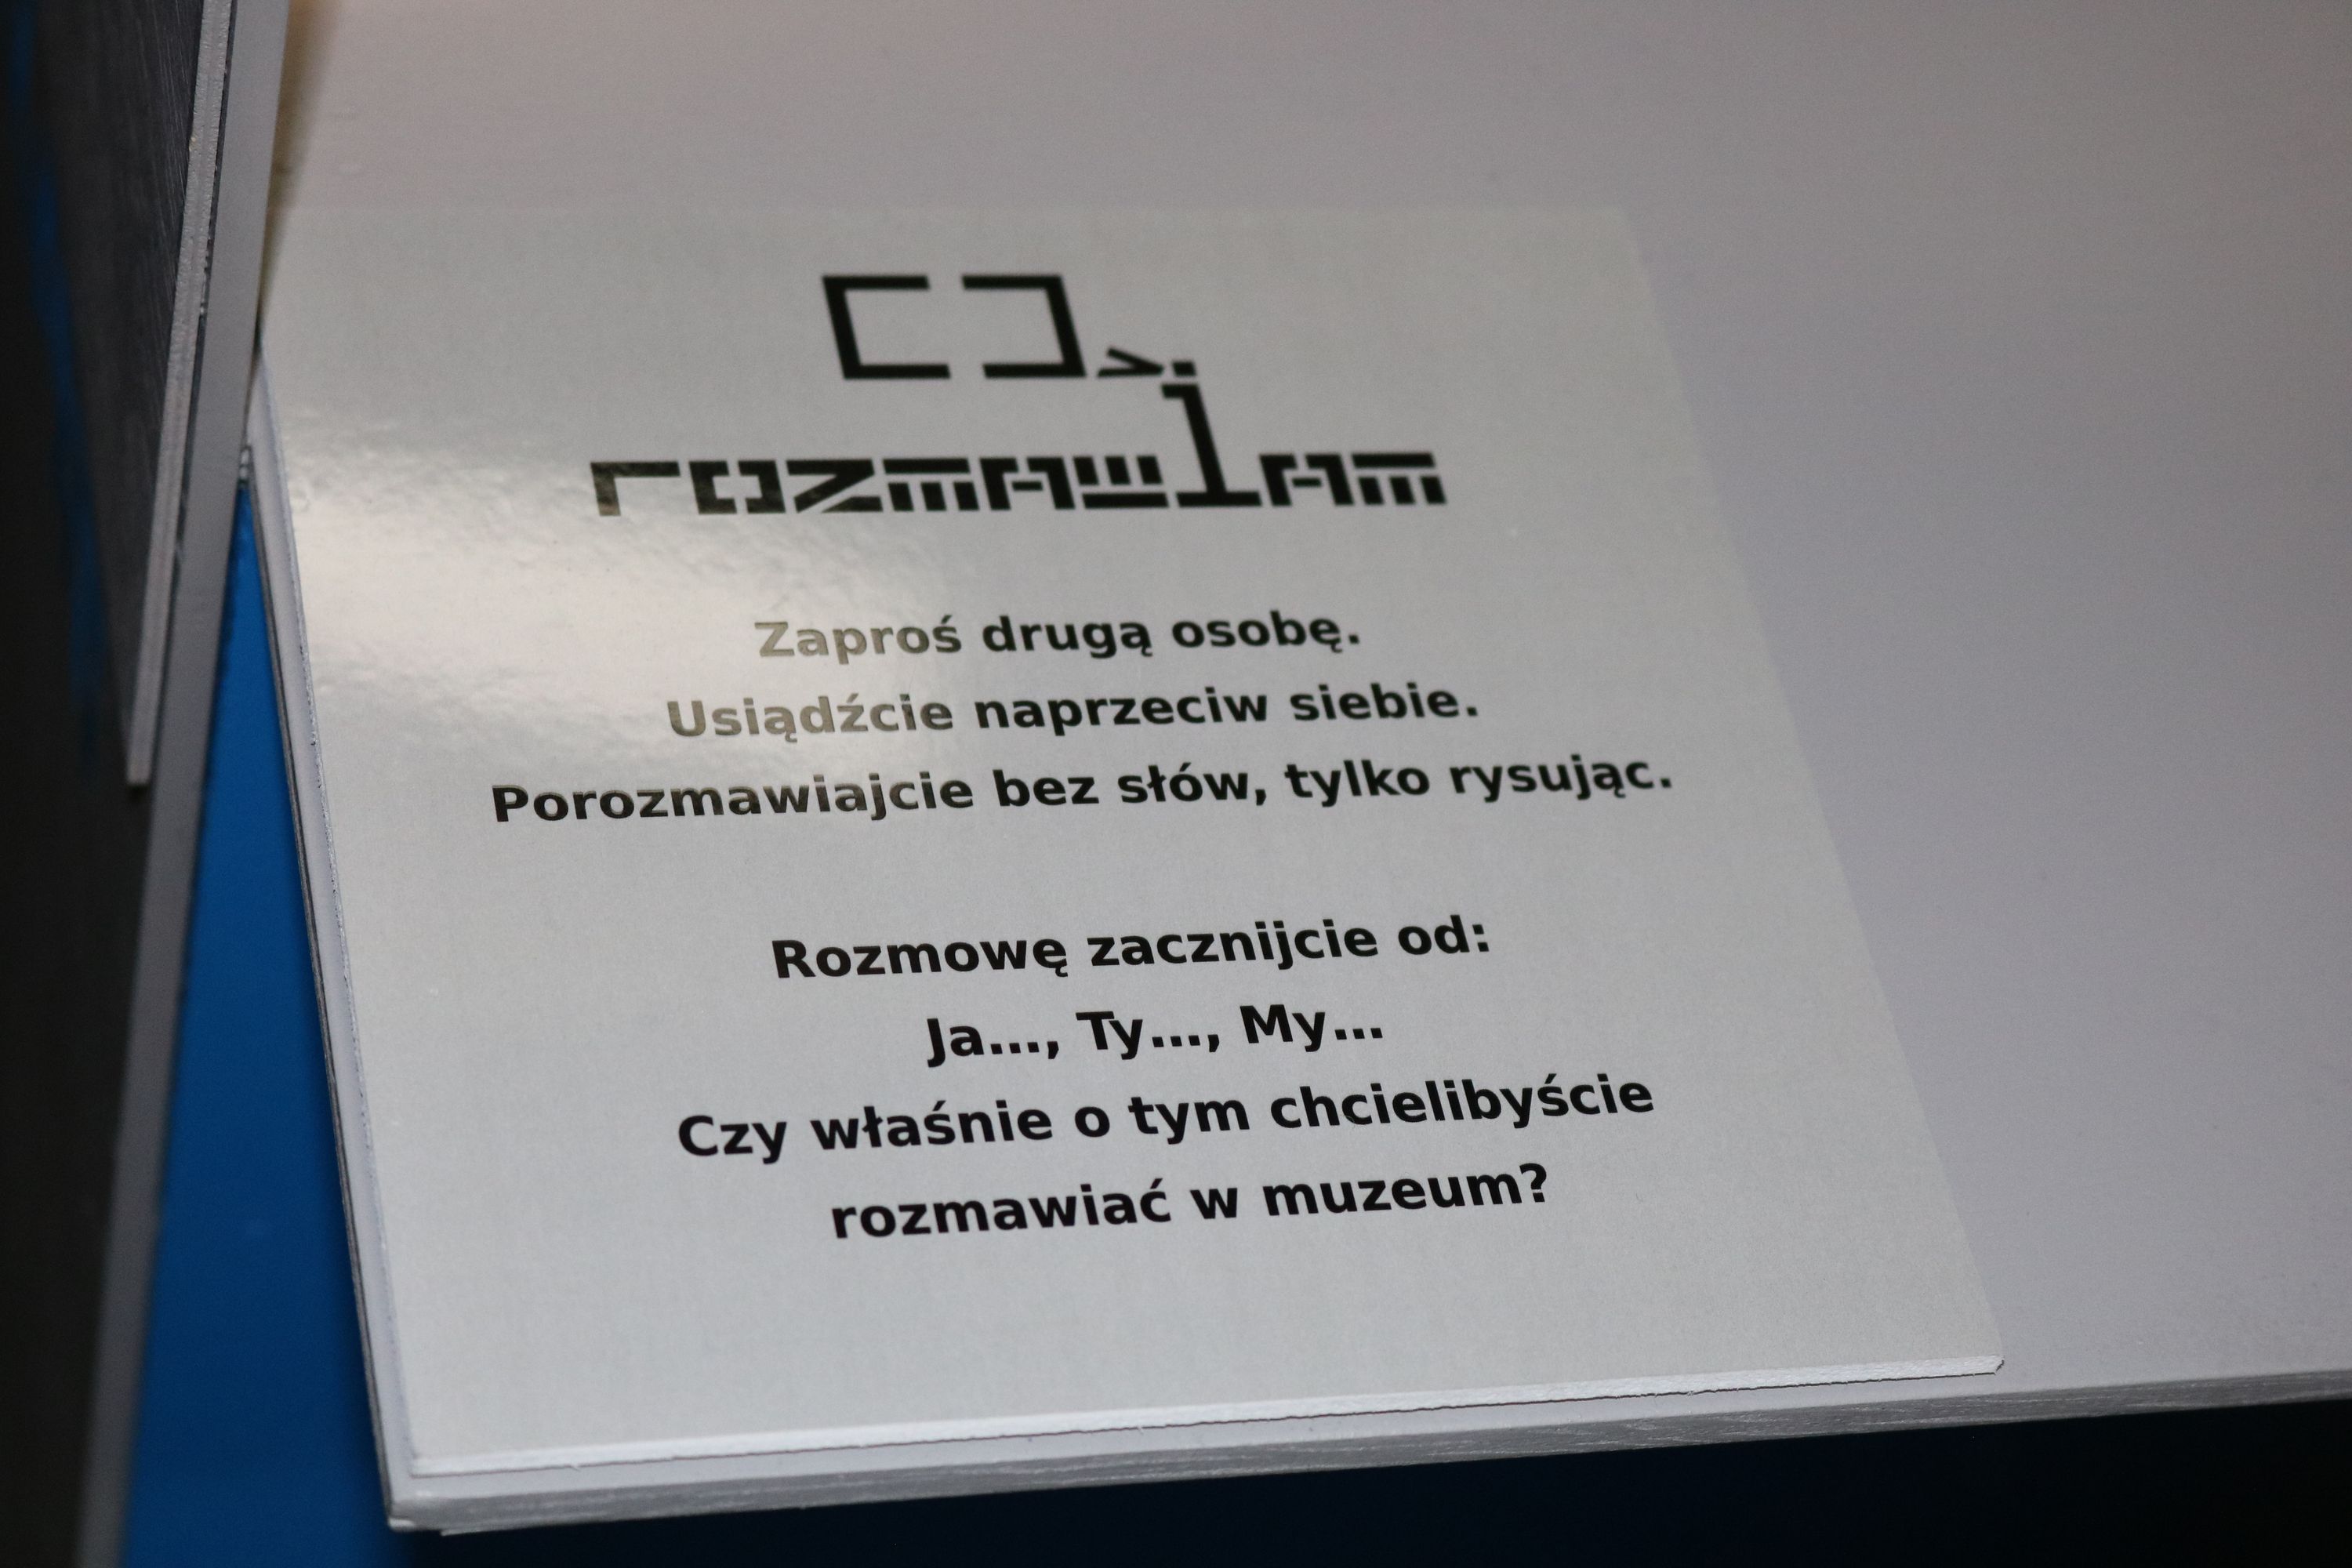 rozmawiam
Zaproś drugą osobę.
Usiądźcie naprzeciw siebie.
Porozmawiajcie bez słów, tylko rysując.
Rozmowę zacznijcie od:
Ja..., Ty..., My...
Czy właśnie o tym chcielibyście
rozmawiać w muzeum?